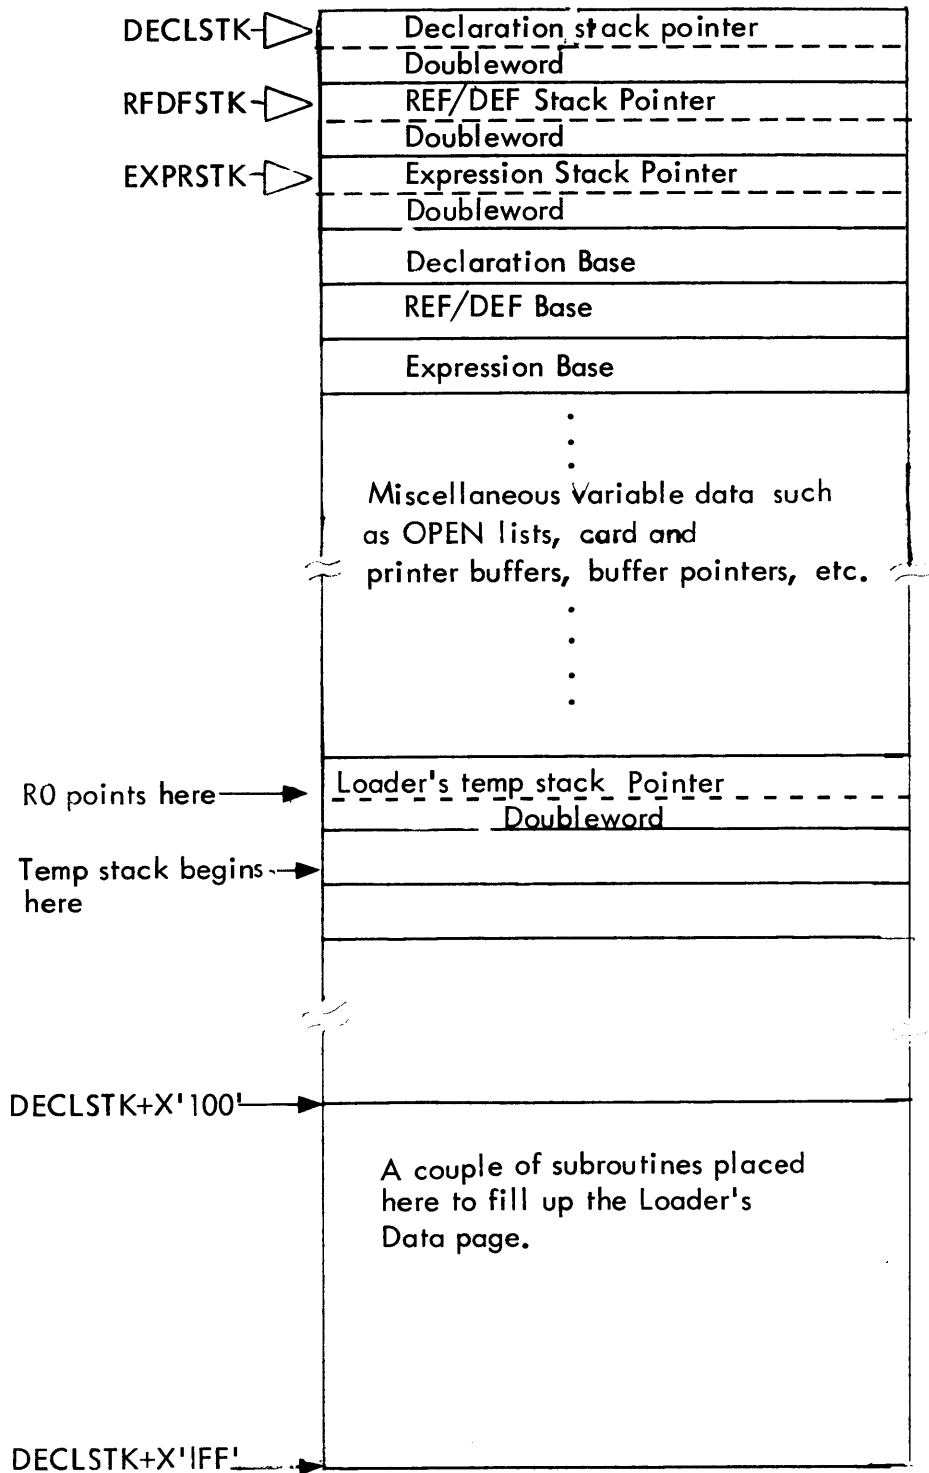 DECLSTK
Declaration stack pointer
Doubleword
RFDFSTK
REF/DEF Stack Pointer
Doubleword
EXPRSTK
Expression Stack Pointer
Doubleword
Declaration Base
REF/DEF Base
Expression Base
Miscellaneous Variable data such
as OPEN lists, card and
printer buffers, buffer pointers, etc.
R0 points here
Loader's temp stack Pointer
Doubleword
Temp stack begins
here
DECLSTK+X'100'
A couple of subroutines placed
here to fill up the Loader's
Data page.
DECLSTK+X'1FF'